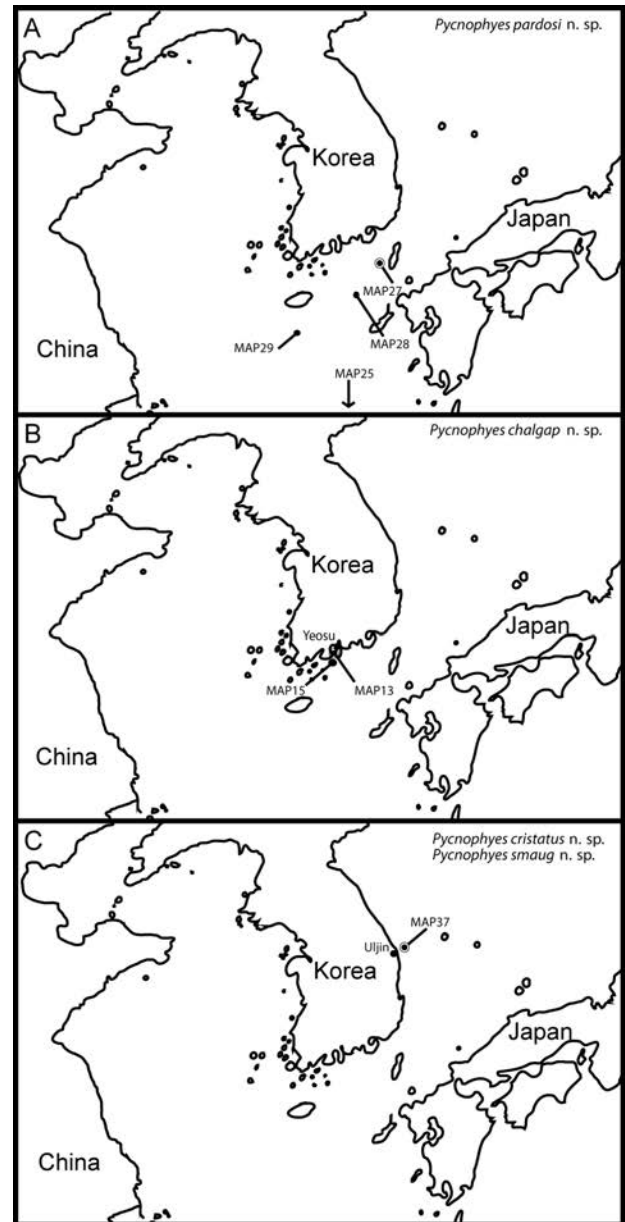 A
Pycnophyes pardosi n. sp.
Korea
Japan
MAP27
MAP28
MAP29
MAP25
China
B
Pycnophyes chalgap n. sp.
Korea
Yeosu
Japan
MAP15
MAP13
China
C
Pycnophyes cristatus n. sp.
Pycnophyes smaug n. sp.
MAP37
Uljin
Korea
Japan
China